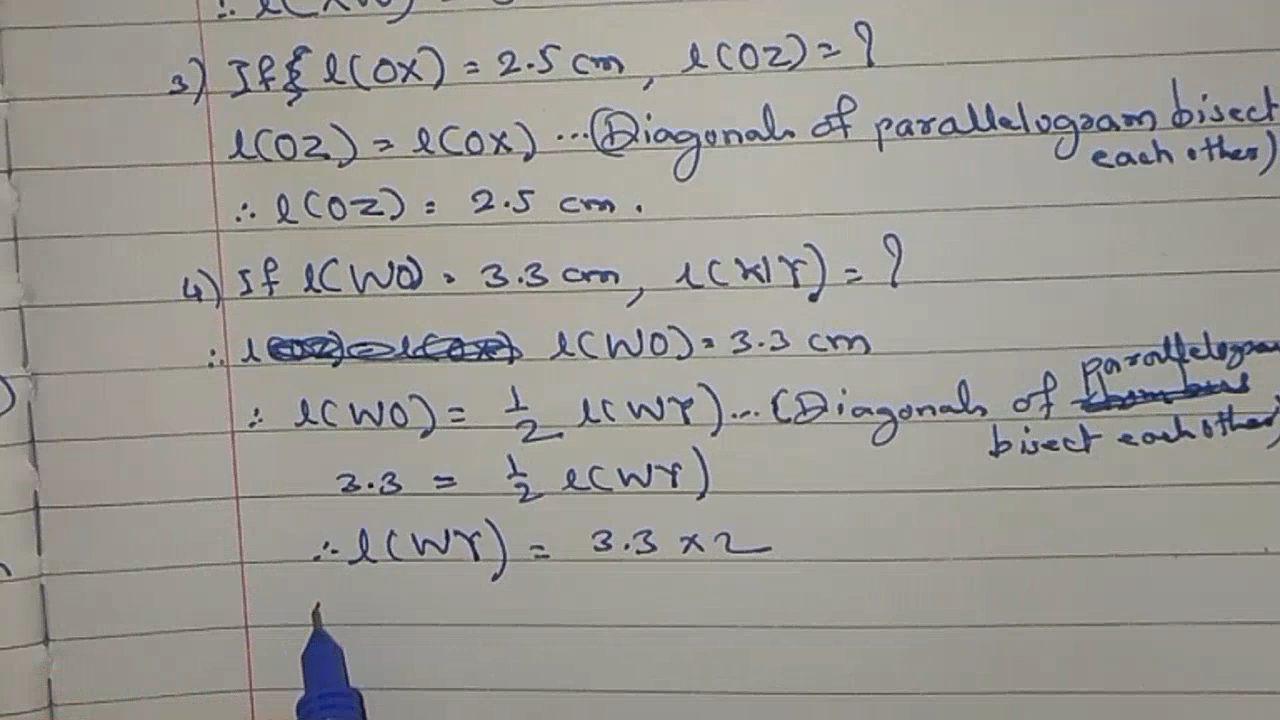 ∴ l(XW)
3) If l(OX) = 2.5 cm, l(OZ) = ?
l(OZ) = l(OX) ...(Diagonals of parallelogram bisect
each other)
∴ l(OZ) = 2.5 cm.
4) If l(WO) = 3.3 cm, l(WY) = ?
∴ l(WO) = 3.3 cm
∴ l(WO) = 1/2 l(WY)...(Diagonals of parallelogram
bisect each other)
3.3 = 1/2 l(WY)
∴ l(WY) = 3.3 × 2